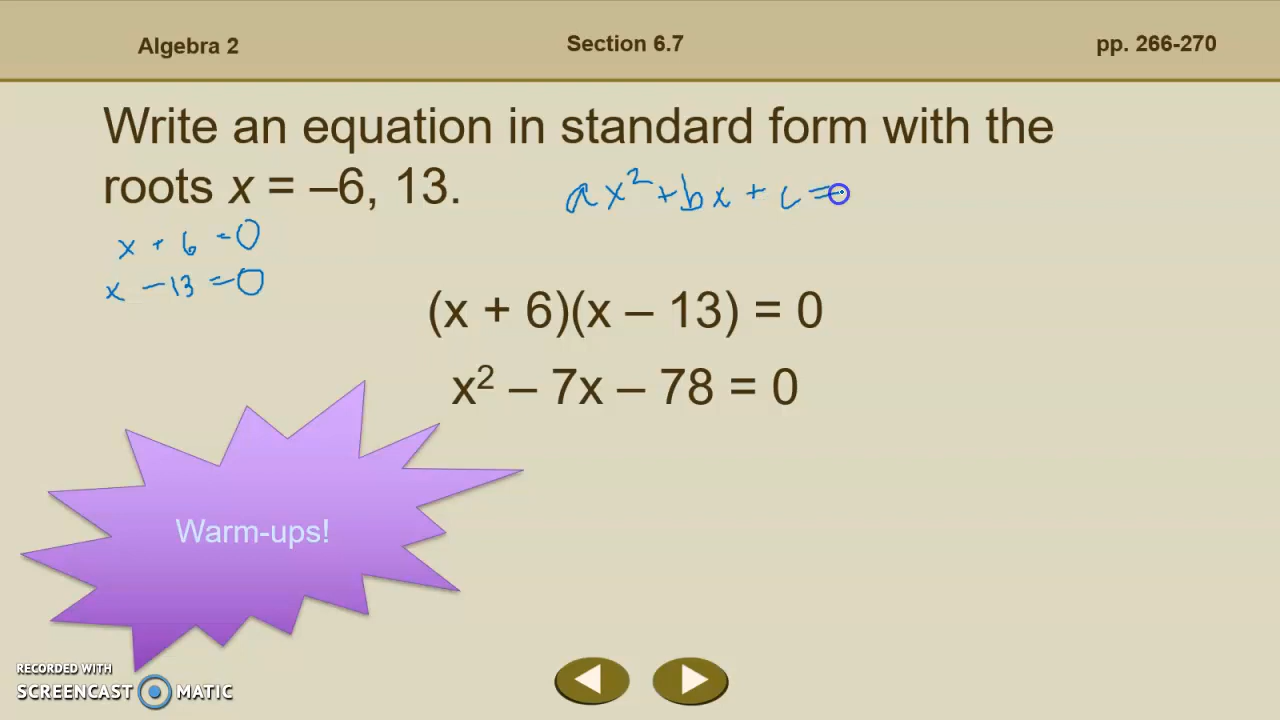 Algebra 2 Section 6.7 pp. 266-270
Write an equation in standard form with the
roots x = –6, 13.
ax² + bx + c =
x + 6 = 0
x – 13 = 0
(x + 6)(x – 13) = 0
x² – 7x – 78 = 0
Warm-ups!
RECORDED WITH
SCREENCAST MATIC